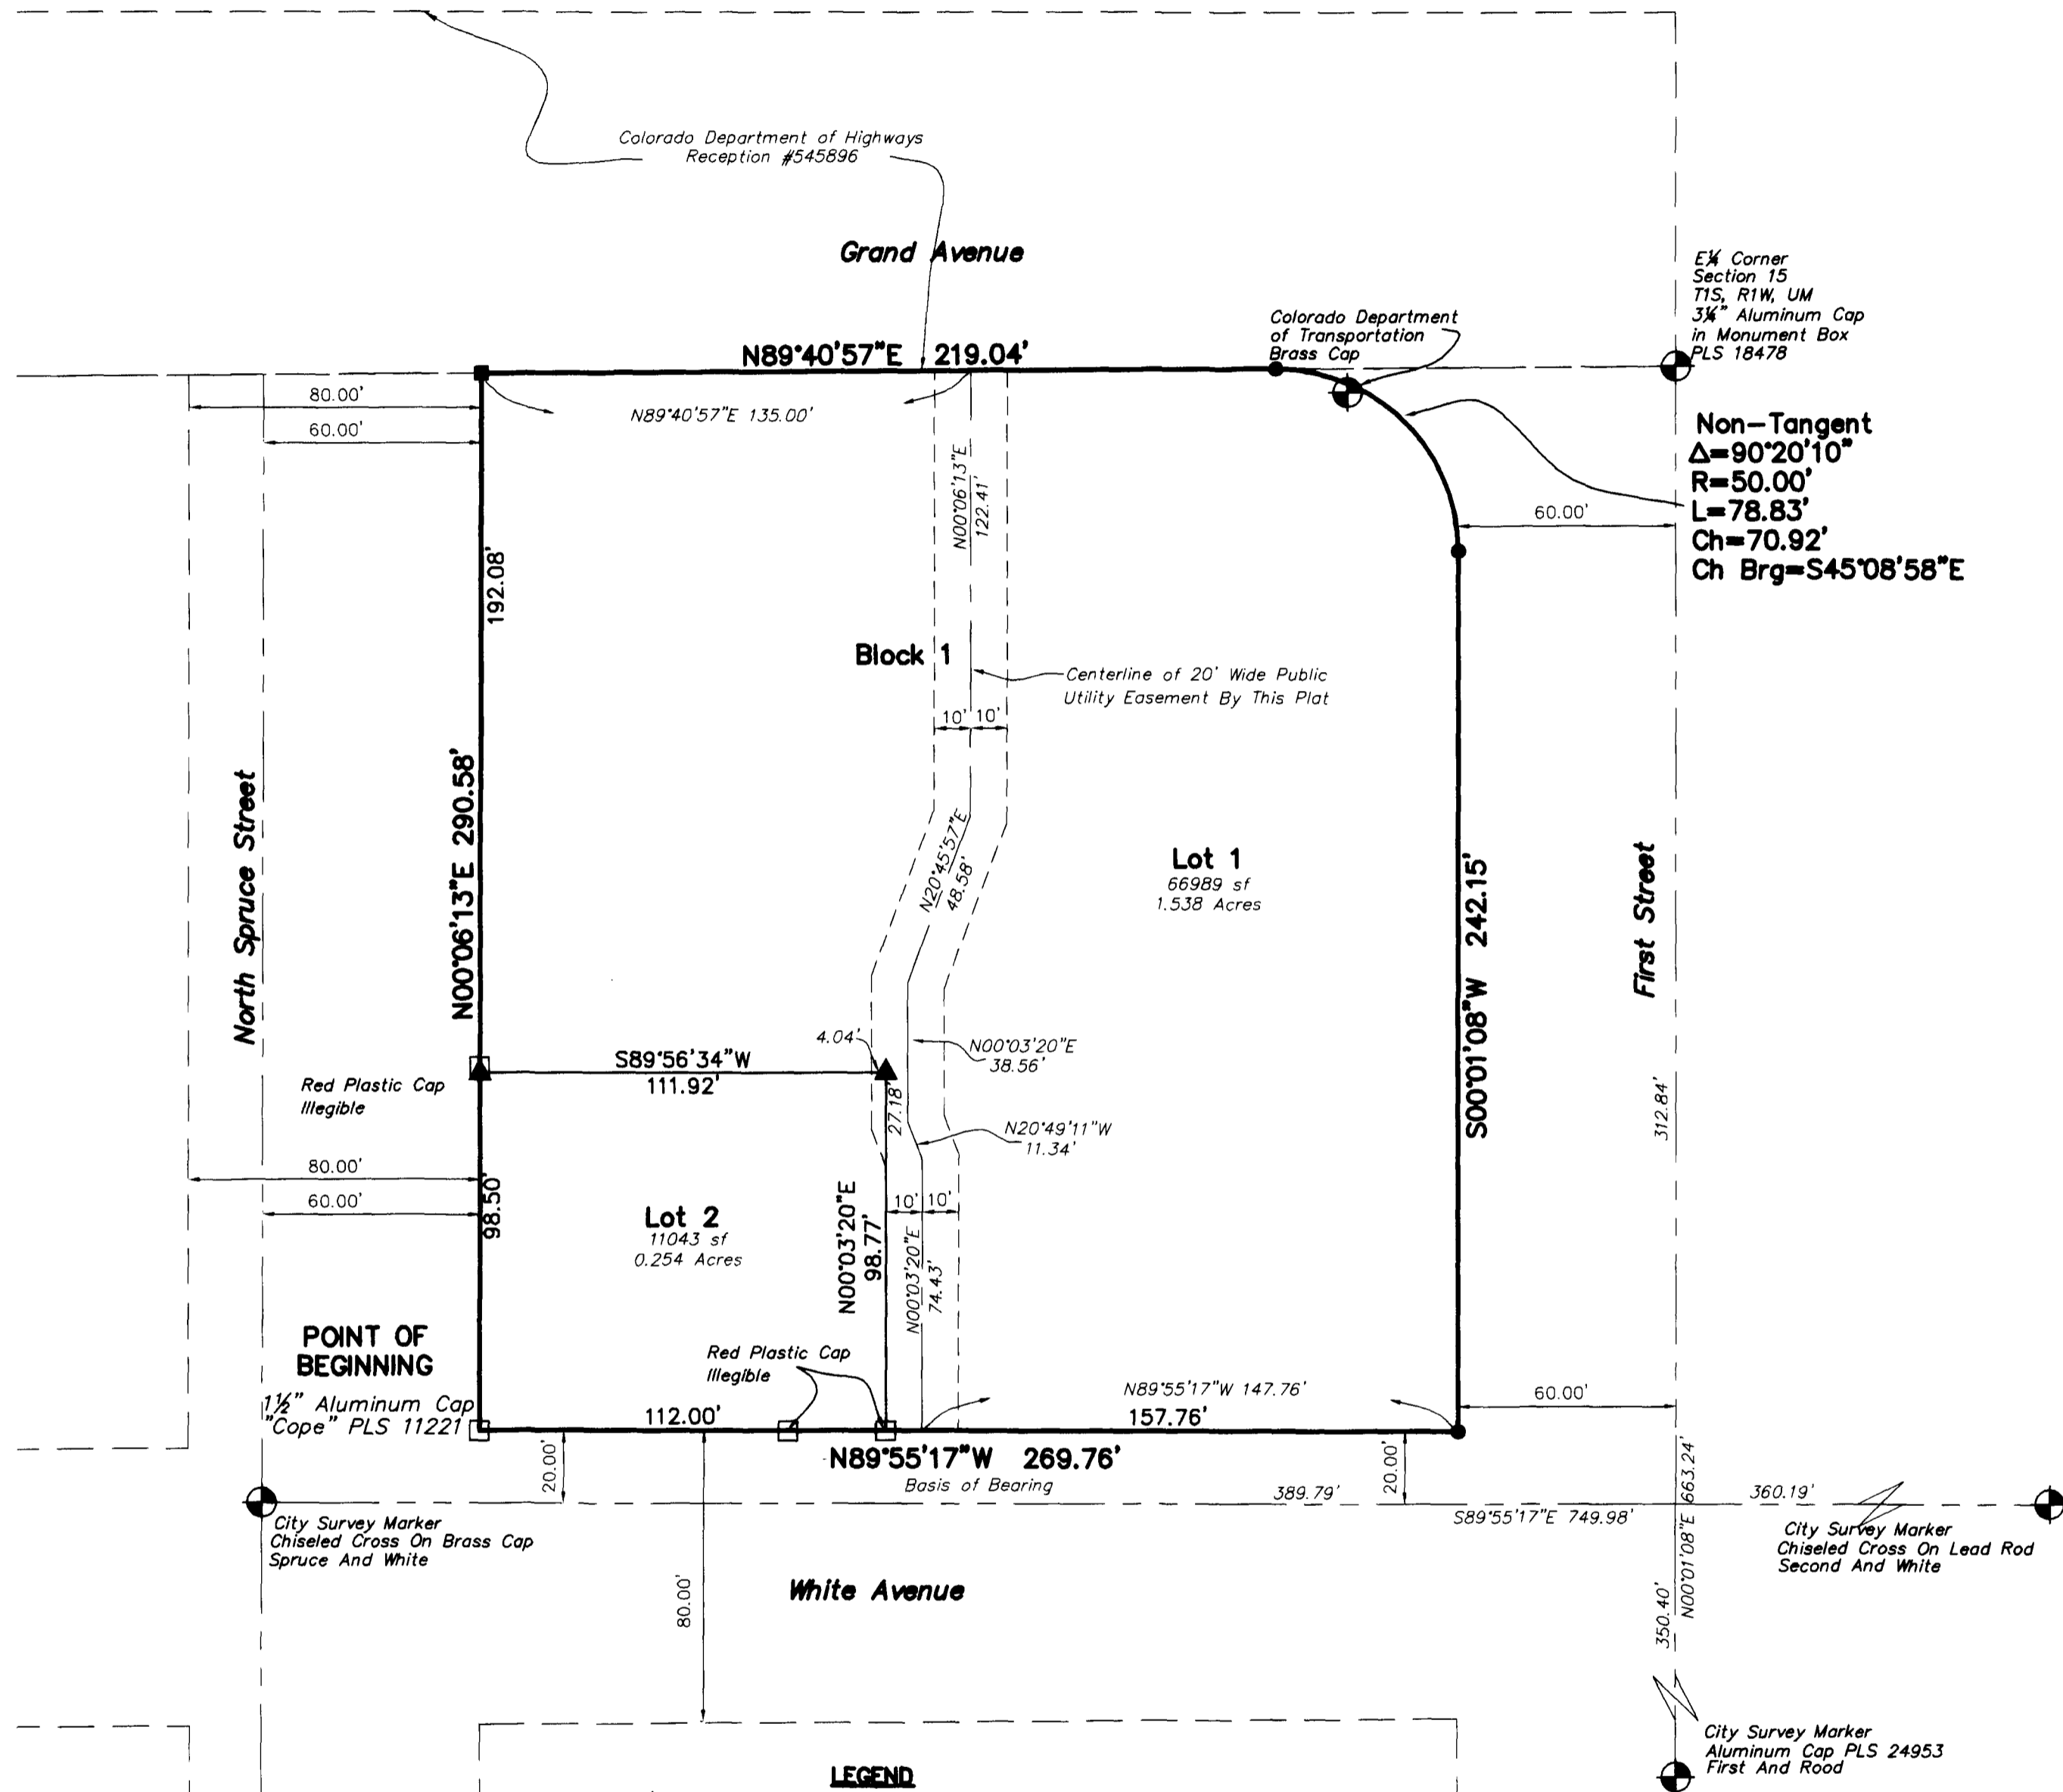 Colorado Department of Highways
Reception #545896
Grand Avenue
E¼ Corner
Section 15
T1S, R1W, UM
3¼" Aluminum Cap
in Monument Box
PLS 18478
Colorado Department
of Transportation
Brass Cap
N89°40'57"E 219.04'
80.00'
60.00'
N89°40'57"E 135.00'
Non-Tangent
Δ=90°20'10"
R=50.00'
L=78.83'
Ch=70.92'
Ch Brg=S45°08'58"E
60.00'
N00°06'13"E
122.41'
192.08'
Block 1
Centerline of 20' Wide Public
Utility Easement By This Plat
10' 10'
N00°06'13"E 290.58'
North Spruce Street
N20°45'57"E
48.58'
Lot 1
66989 sf
1.538 Acres
S00°01'08"W 242.15'
First Street
4.04'
N00°03'20"E
38.56'
S89°56'34"W
111.92'
Red Plastic Cap
Illegible
27.18'
N20°49'11"W
11.34'
312.84'
80.00'
60.00'
98.50'
Lot 2
11043 sf
0.254 Acres
N00°03'20"E
98.77'
10' 10'
N00°03'20"E
74.43'
POINT OF
BEGINNING
1½" Aluminum Cap
"Cope" PLS 11221
Red Plastic Cap
Illegible
N89°55'17"W 147.76'
60.00'
112.00'
157.76'
N89°55'17"W 269.76'
Basis of Bearing
20.00'
20.00'
389.79'
S89°55'17"E 749.98'
360.19'
N00°01'08"E 663.24'
350.40'
City Survey Marker
Chiseled Cross On Brass Cap
Spruce And White
City Survey Marker
Chiseled Cross On Lead Rod
Second And White
80.00'
White Avenue
City Survey Marker
Aluminum Cap PLS 24953
First And Rood
LEGEND